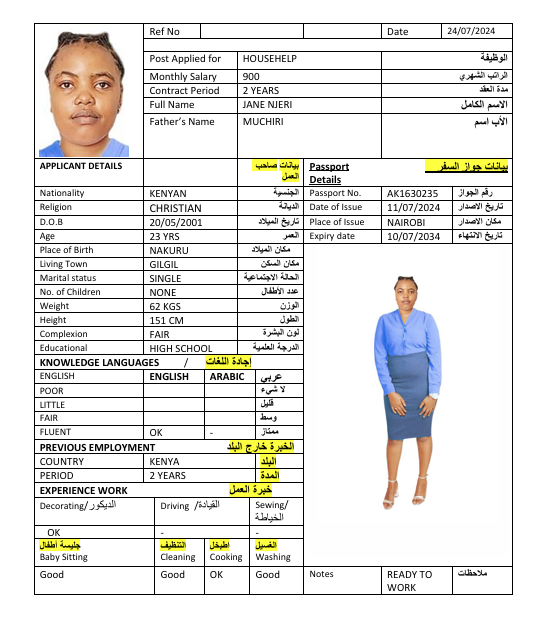 Ref No Date 24/07/2024
Post Applied for HOUSEHELP الوظيفة
Monthly Salary 900 الراتب الشهري
Contract Period 2 YEARS مدة العقد
Full Name JANE NJERI الاسم الكامل
Father's Name MUCHIRI الأب اسم
APPLICANT DETAILS بيانات صاحب العمل
Passport Details بيانات جواز السفر
Nationality KENYAN الجنسية Passport No. AK1630235 رقم الجواز
Religion CHRISTIAN الديانة Date of Issue 11/07/2024 تاريخ الاصدار
D.O.B 20/05/2001 تاريخ الميلاد Place of Issue NAIROBI مكان الاصدار
Age 23 YRS العمر Expiry date 10/07/2034 تاريخ الانتهاء
Place of Birth NAKURU مكان الميلاد
Living Town GILGIL مكان السكن
Marital status SINGLE الحالة الاجتماعية
No. of Children NONE عدد الأطفال
Weight 62 KGS الوزن
Height 151 CM الطول
Complexion FAIR لون البشرة
Educational HIGH SCHOOL الدرجة العلمية
KNOWLEDGE LANGUAGES / إجادة اللغات
ENGLISH ENGLISH ARABIC عربي
POOR لا شيء
LITTLE قليل
FAIR وسط
FLUENT OK - ممتاز
PREVIOUS EMPLOYMENT الخبرة خارج البلد
COUNTRY KENYA البلد
PERIOD 2 YEARS المدة
EXPERIENCE WORK خبرة العمل
Decorating/الديكور Driving /القيادة Sewing/
الخياطة
OK - -
جليسة أطفال التنظيف اطبخل الغسيل
Baby Sitting Cleaning Cooking Washing
Good Good OK Good Notes READY TO WORK ملاحظات